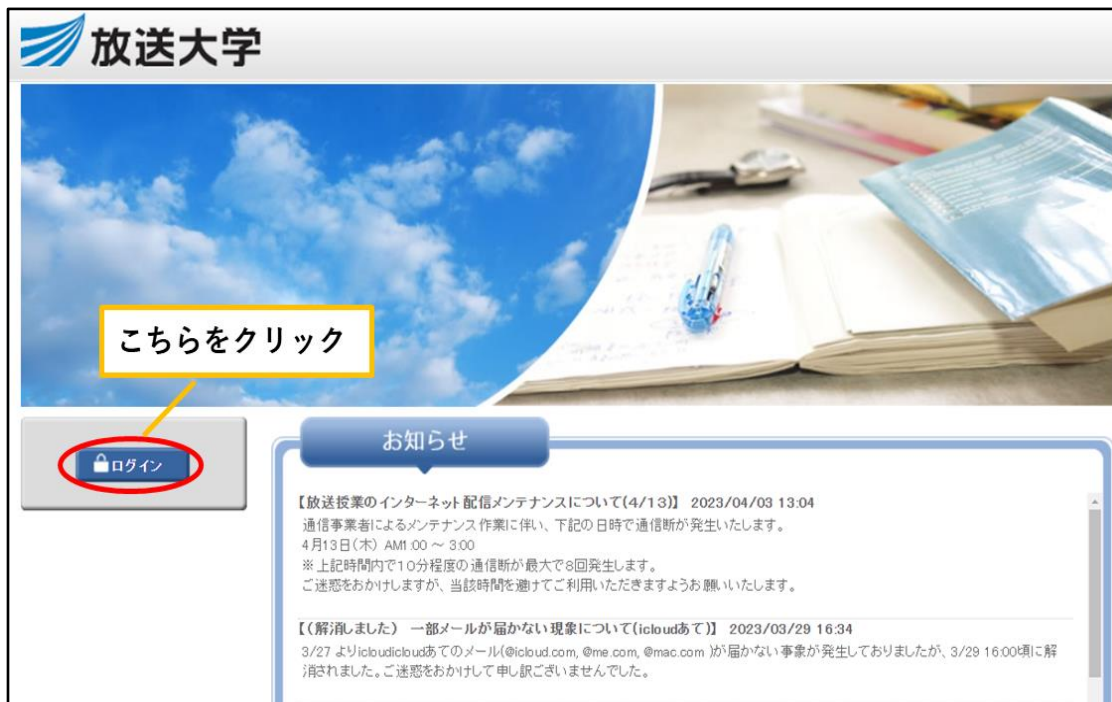 放送大学
こちらをクリック
ログイン
お知らせ
【放送授業のインターネット配信メンテナンスについて(4/13)】 2023/04/03 13:04
通信事業者によるメンテナンス作業に伴い、下記の日時で通信断が発生いたします。
4月13日(木) AM1:00 ～ 3:00
※上記時間内で10分程度の通信断が最大で8回発生します。
ご迷惑をおかけしますが、当該時間を避けてご利用いただきますようお願いいたします。
【(解消しました) 一部メールが届かない現象について(icloudあて)】 2023/03/29 16:34
3/27 よりicloudicloudあてのメール(@icloud.com, @me.com, @mac.com )が届かない事象が発生しておりましたが、3/29 16:00頃に解
消されました。ご迷惑をおかけして申し訳ございませんでした。